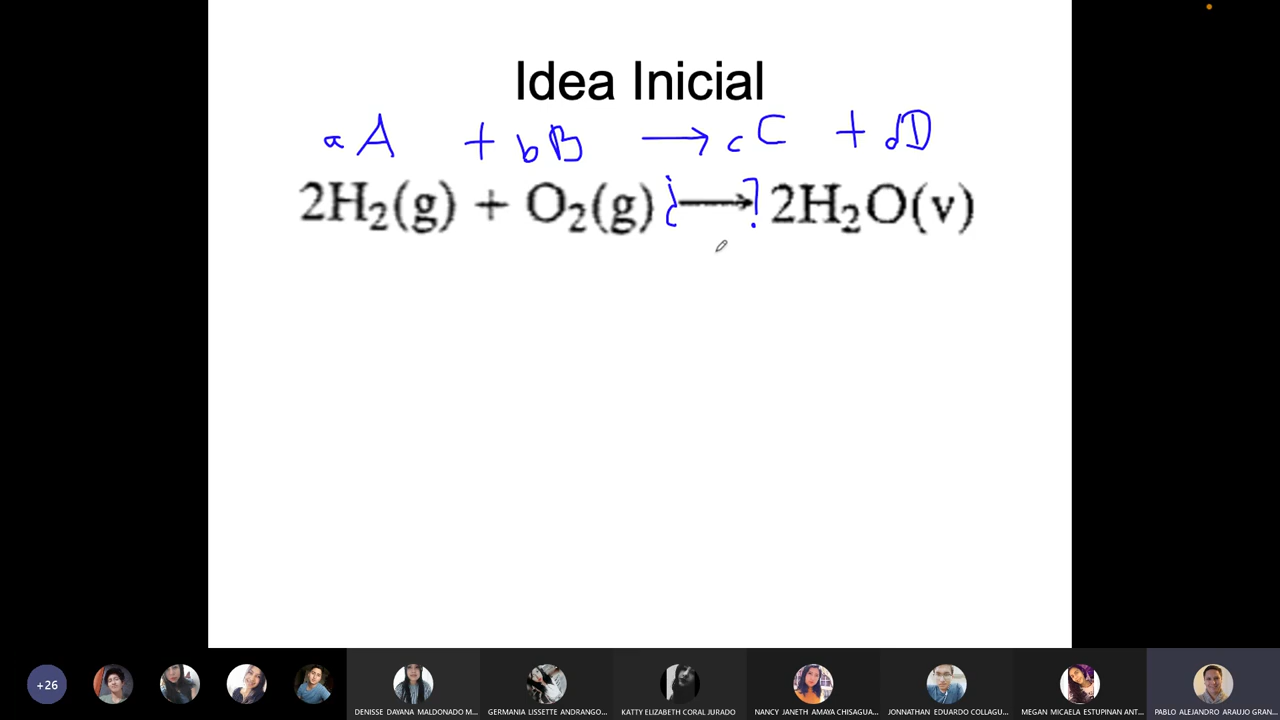 Idea Inicial
aA + bB → cC + dD
2H₂(g) + O₂(g) ¿→? 2H₂O(v)
+26
DENISSE DAYANA MALDONADO M...
GERMANIA LISSETTE ANDRANGO...
KATTY ELIZABETH CORAL JURADO
NANCY JANETH AMAYA CHISAGUA...
JONNATHAN EDUARDO COLLAGU...
MEGAN MICAELA ESTUPINAN ANT...
PABLO ALEJANDRO ARAUJO GRAN...